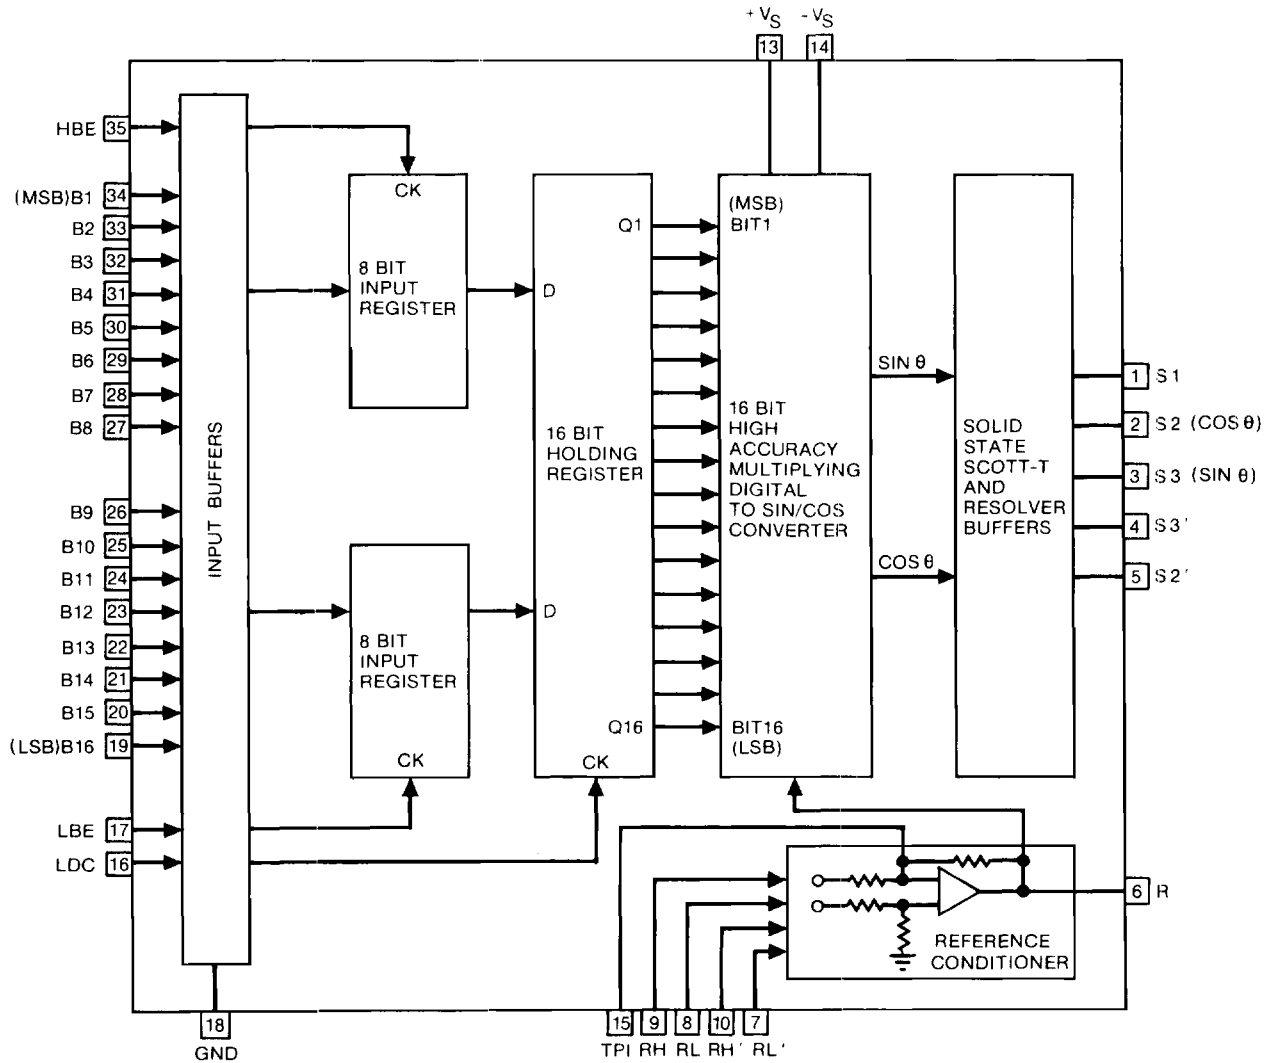 +VS -VS
13 14
HBE 35
CK
(MSB)B1 34
B2 33
B3 32
B4 31
B5 30
B6 29
B7 28
B8 27
B9 26
B10 25
B11 24
B12 23
B13 22
B14 21
B15 20
(LSB)B16 19
LBE 17
LDC 16
INPUT BUFFERS
8 BIT
INPUT
REGISTER
8 BIT
INPUT
REGISTER
CK
D
D
16 BIT
HOLDING
REGISTER
Q1
Q16
CK
(MSB)
BIT1
16 BIT
HIGH
ACCURACY
MULTIPLYING
DIGITAL
TO SIN/COS
CONVERTER
BIT16
(LSB)
SIN θ
COS θ
SOLID
STATE
SCOTT-T
AND
RESOLVER
BUFFERS
1 S1
2 S2 (COS θ)
3 S3 (SIN θ)
4 S3'
5 S2'
6 R
REFERENCE
CONDITIONER
18
GND
15 9 8 10 7
TPI RH RL RH' RL'